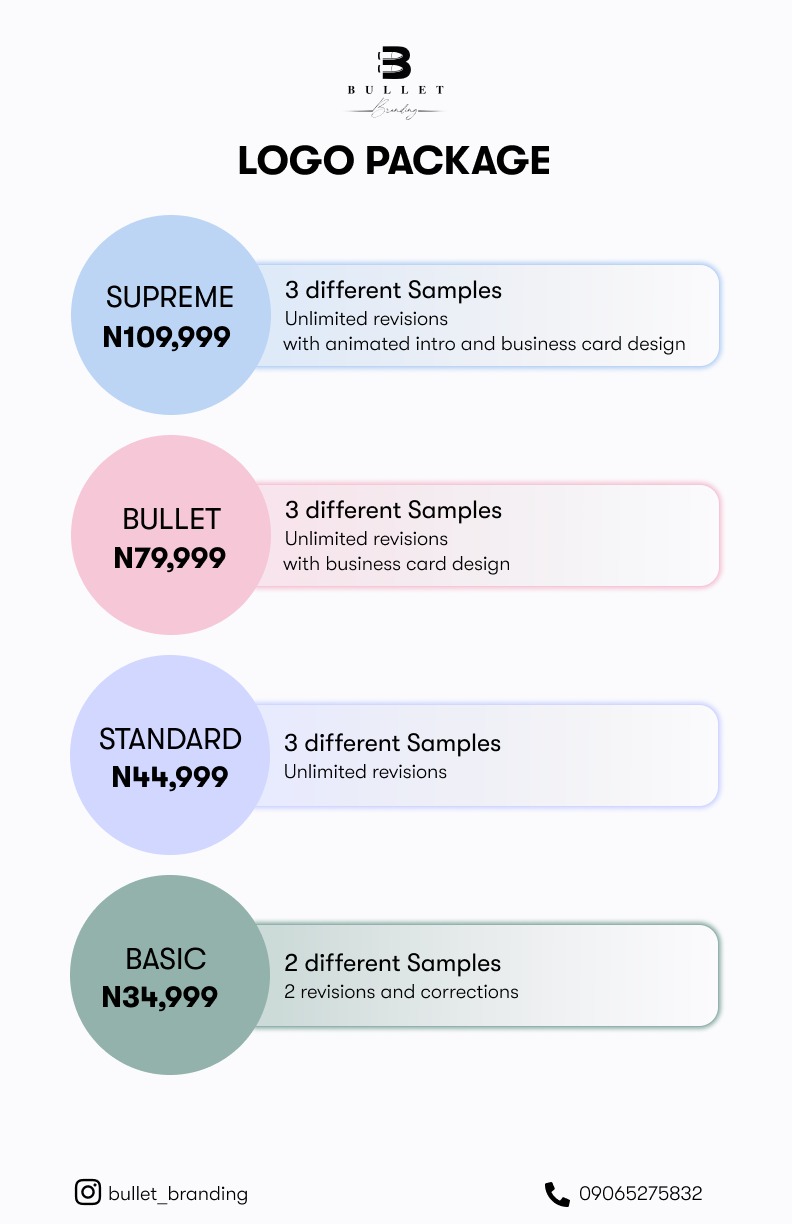 BULLET
Branding
LOGO PACKAGE
SUPREME
N109,999
3 different Samples
Unlimited revisions
with animated intro and business card design
BULLET
N79,999
3 different Samples
Unlimited revisions
with business card design
STANDARD
N44,999
3 different Samples
Unlimited revisions
BASIC
N34,999
2 different Samples
2 revisions and corrections
bullet_branding
09065275832